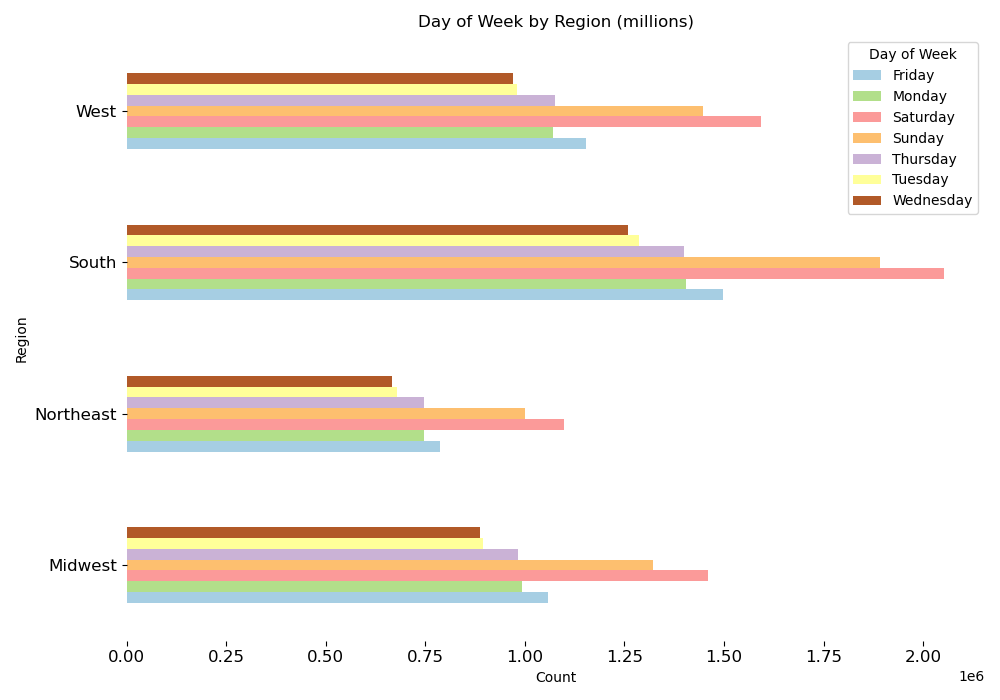 Day of Week by Region (millions)
Day of Week
Friday
Monday
Saturday
Sunday
Thursday
Tuesday
Wednesday
West
South
Region
Northeast
Midwest
0.00 0.25 0.50 0.75 1.00 1.25 1.50 1.75 2.00
Count
1e6